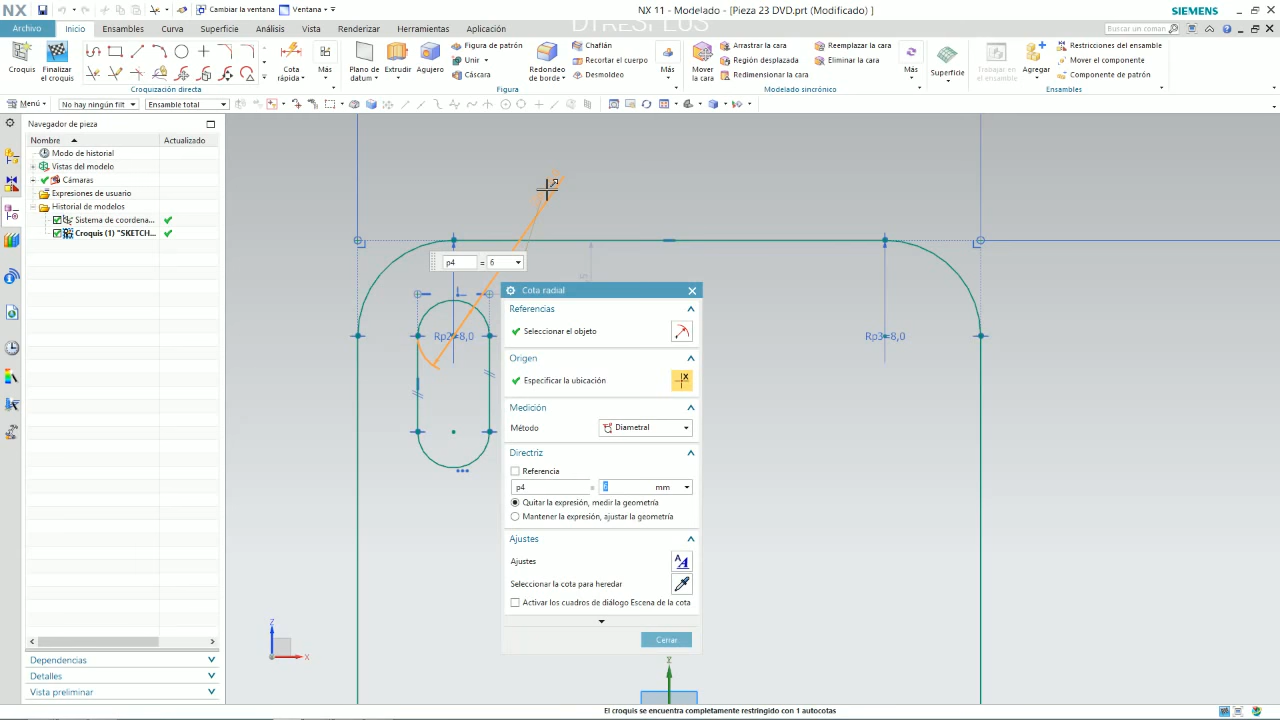 NX
Cambiar la ventana
Ventana
NX 11 - Modelado - [Pieza 23 DVD.prt (Modificado) ]
SIEMENS
DTRESPLUS
Archivo
Inicio
Ensambles
Curva
Superficie
Análisis
Vista
Renderizar
Herramientas
Aplicación
Buscar un coman
Croquis
Finalizar el croquis
Cota rápida
Más
Croquización directa
Plano de datum
Extrudir
Agujero
Figura de patrón
Unir
Cáscara
Redondeo de borde
Chaflán
Recortar el cuerpo
Desmoldeo
Más
Figura
Mover la cara
Arrastrar la cara
Región desplazada
Redimensionar la cara
Reemplazar la cara
Eliminar la cara
Más
Modelado sincrónico
Superficie
Trabajar en el ensamble
Agregar
Restricciones del ensamble
Mover el componente
Componente de patrón
Ensambles
Menú
No hay ningún filt
Ensamble total
Navegador de pieza
Nombre
Actualizado
Modo de historial
Vistas del modelo
Cámaras
Expresiones de usuario
Historial de modelos
Sistema de coordena...
Croquis (1) "SKETCH
Dependencias
Detalles
Vista preliminar
p4 = 6
Rp3=8,0
Cota radial
Referencias
Seleccionar el objeto
Origen
Especificar la ubicación
Medición
Método
Diametral
Directriz
Referencia
p4 = 6 mm
Quitar la expresión, medir la geometría
Mantener la expresión, ajustar la geometría
Ajustes
Ajustes
Seleccionar la cota para heredar
Activar los cuadros de diálogo Escena de la cota
Cerrar
Z
X
El croquis se encuentra completamente restringido con 1 autocotas